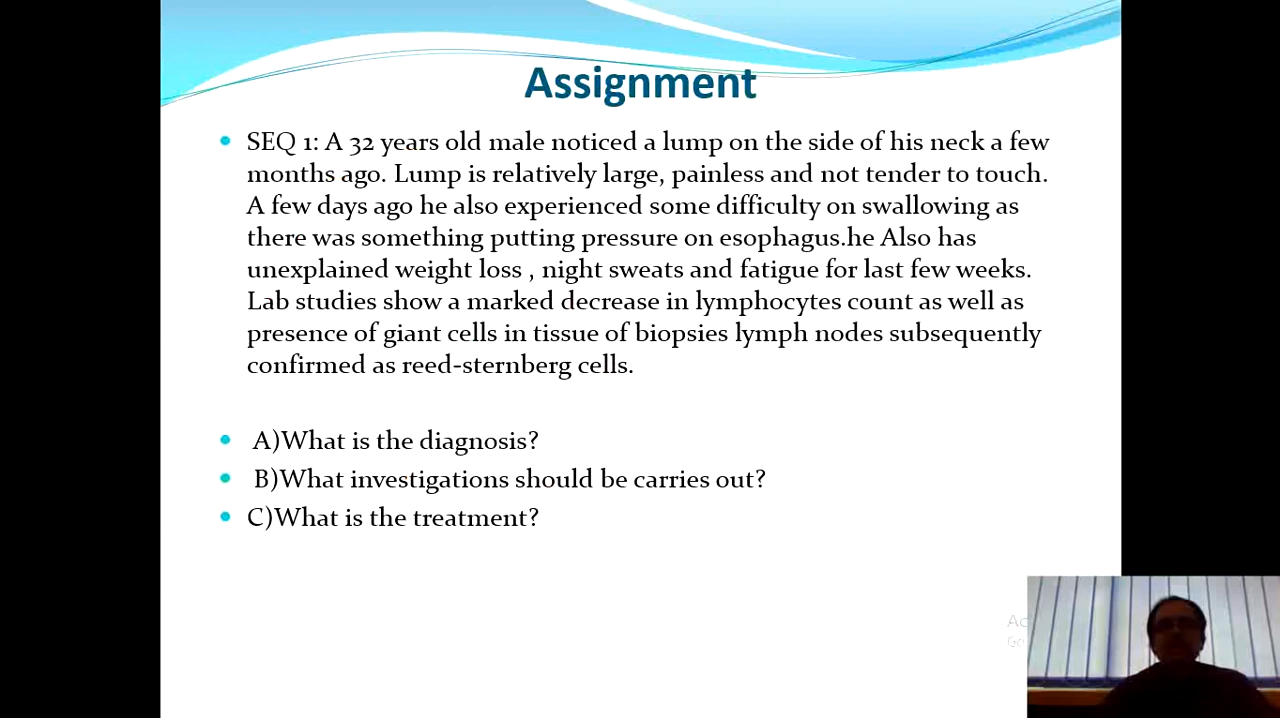 Assignment
SEQ 1: A 32 years old male noticed a lump on the side of his neck a few
months ago. Lump is relatively large, painless and not tender to touch.
A few days ago he also experienced some difficulty on swallowing as
there was something putting pressure on esophagus.he Also has
unexplained weight loss , night sweats and fatigue for last few weeks.
Lab studies show a marked decrease in lymphocytes count as well as
presence of giant cells in tissue of biopsies lymph nodes subsequently
confirmed as reed-sternberg cells.
A)What is the diagnosis?
B)What investigations should be carries out?
C)What is the treatment?